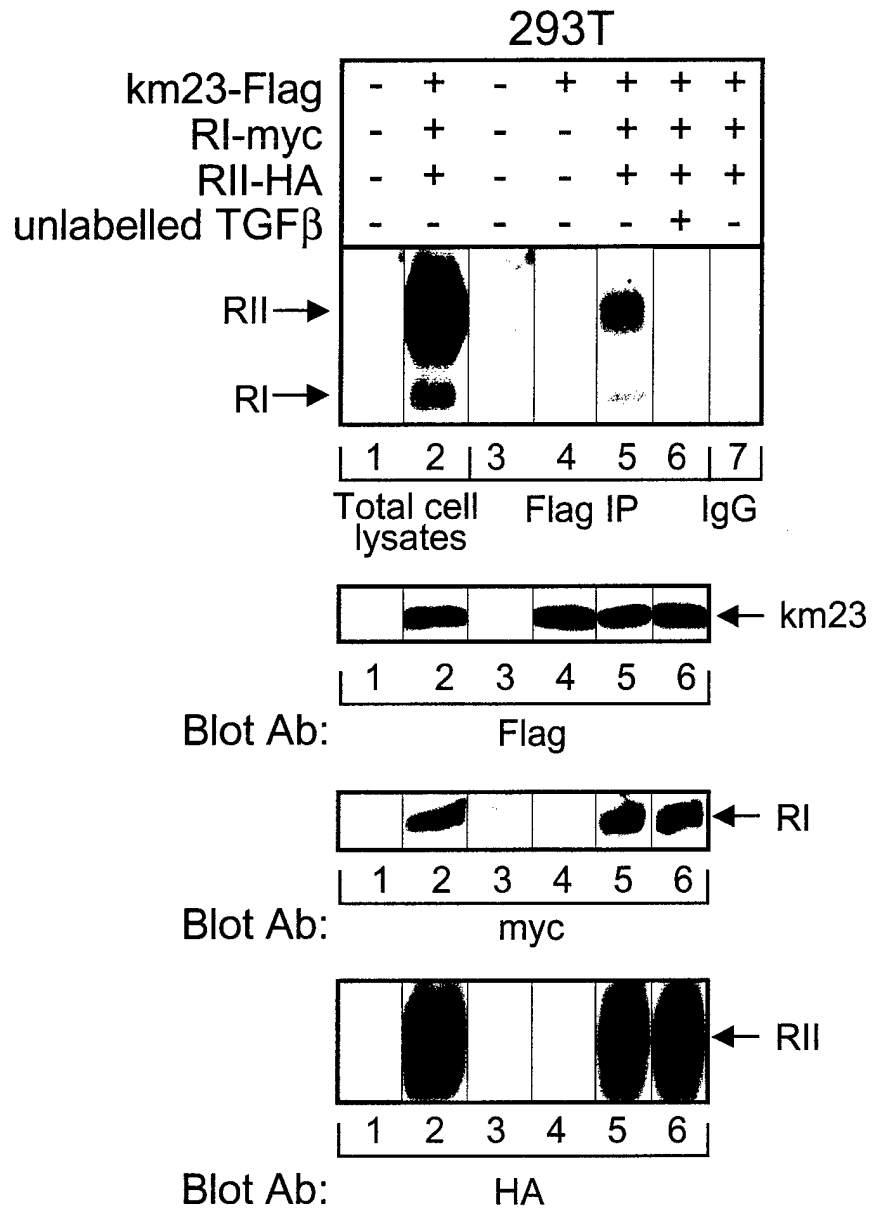 293T
km23-Flag - + - + + + +
RI-myc - + - - + + +
RII-HA - + - - + + +
unlabelled TGFβ - - - - - + -
RII
RI
1 2 3 4 5 6 7
Total cell lysates Flag IP IgG
km23
1 2 3 4 5 6
Blot Ab: Flag
RI
1 2 3 4 5 6
Blot Ab: myc
RII
1 2 3 4 5 6
Blot Ab: HA